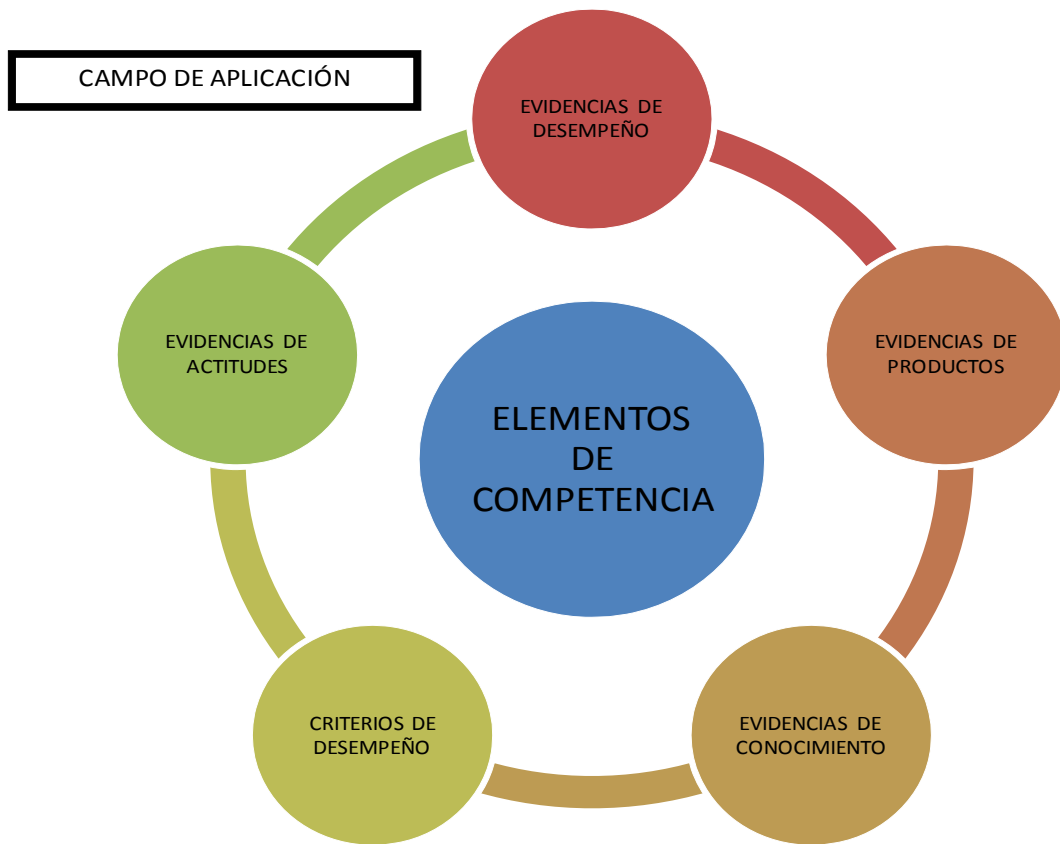 CAMPO DE APLICACIÓN
EVIDENCIAS DE
DESEMPEÑO
EVIDENCIAS DE
ACTITUDES
EVIDENCIAS DE
PRODUCTOS
ELEMENTOS
DE
COMPETENCIA
CRITERIOS DE
DESEMPEÑO
EVIDENCIAS DE
CONOCIMIENTO